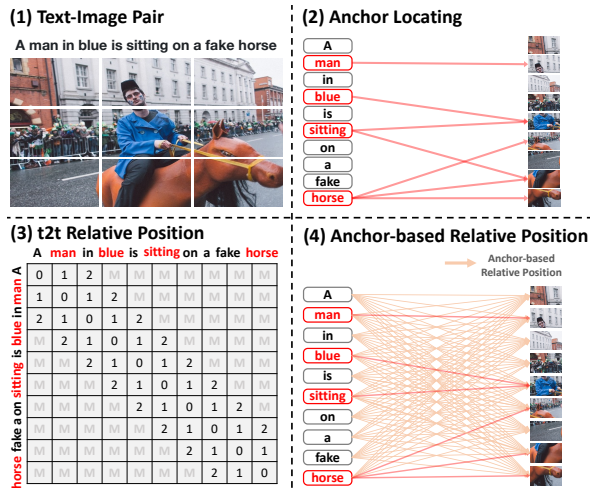 (1) Text-Image Pair
A man in blue is sitting on a fake horse
(2) Anchor Locating
A
man
in
blue
is
sitting
on
a
fake
horse
(3) t2t Relative Position
A man in blue is sitting on a fake horse
horse fake a on sitting is blue in man A
0 1 2 M M M M M M M
1 0 1 2 M M M M M M
2 1 0 1 2 M M M M M
M 2 1 0 1 2 M M M M
M M 2 1 0 1 2 M M M
M M M 2 1 0 1 2 M M
M M M M 2 1 0 1 2 M
M M M M M 2 1 0 1 2
M M M M M M 2 1 0 1
M M M M M M M 2 1 0
(4) Anchor-based Relative Position
Anchor-based
Relative Position
A
man
in
blue
is
sitting
on
a
fake
horse